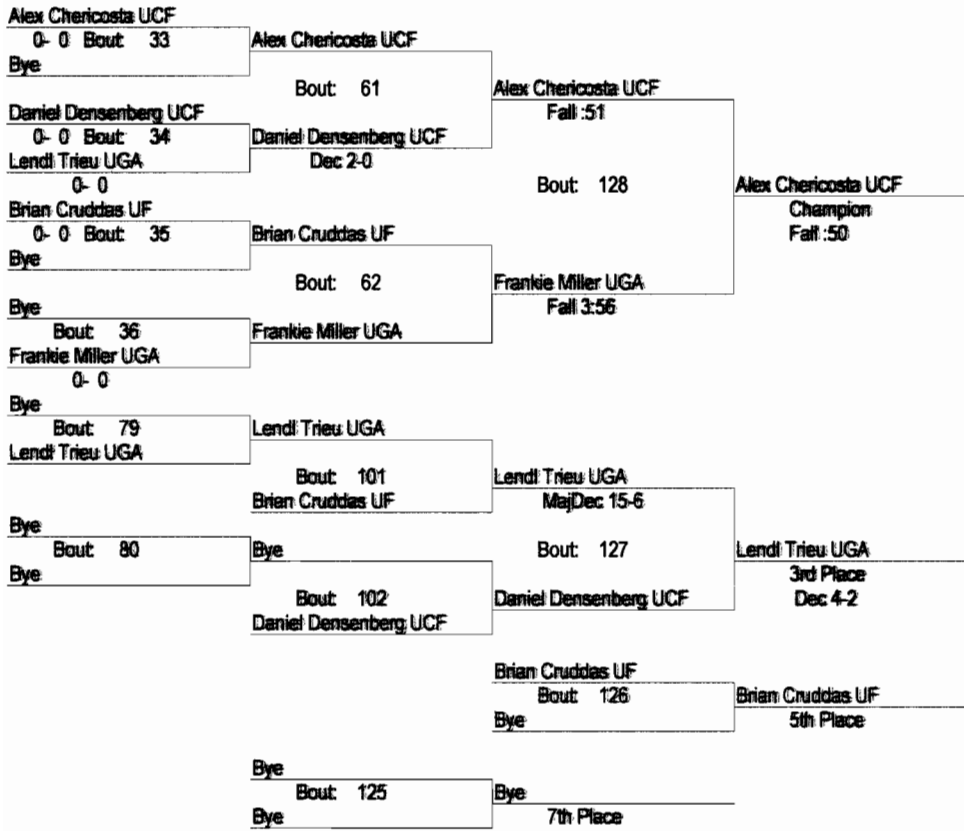 Alex Chericosta UCF
0- 0 Bout: 33
Alex Chericosta UCF
Bye
Bout: 61
Alex Chericosta UCF
Daniel Densenberg UCF
Fall :51
0- 0 Bout: 34
Daniel Densenberg UCF
Lendl Trieu UGA
Dec 2-0
0- 0
Bout: 128
Alex Chericosta UCF
Brian Cruddas UF
Champion
0- 0 Bout: 35
Brian Cruddas UF
Fall :50
Bye
Bout: 62
Frankie Miller UGA
Bye
Fall 3:56
Bout: 36
Frankie Miller UGA
Frankie Miller UGA
0- 0
Bye
Bout: 79
Lendl Trieu UGA
Lendl Trieu UGA
Bout: 101
Lendl Trieu UGA
Brian Cruddas UF
MajDec 15-6
Bye
Bout: 80
Bye
Bout: 127
Lendl Trieu UGA
Bye
3rd Place
Bout: 102
Daniel Densenberg UCF
Dec 4-2
Daniel Densenberg UCF
Brian Cruddas UF
Bout: 126
Brian Cruddas UF
Bye
5th Place
Bye
Bout: 125
Bye
Bye
7th Place